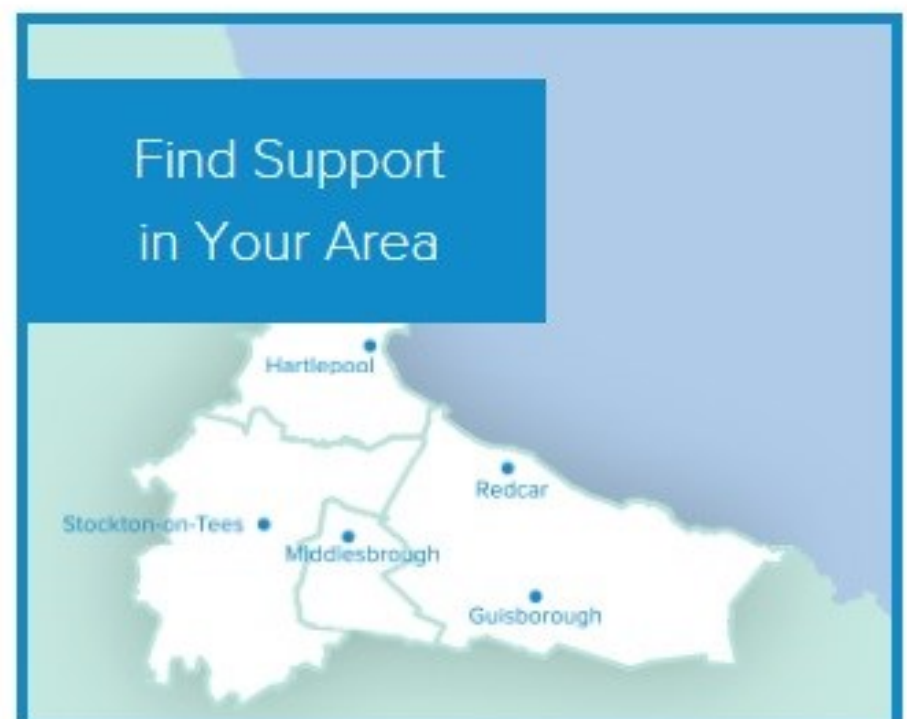 Find Support
in Your Area
Hartlepool
Redcar
Stockton-on-Tees
Middlesbrough
Guisborough